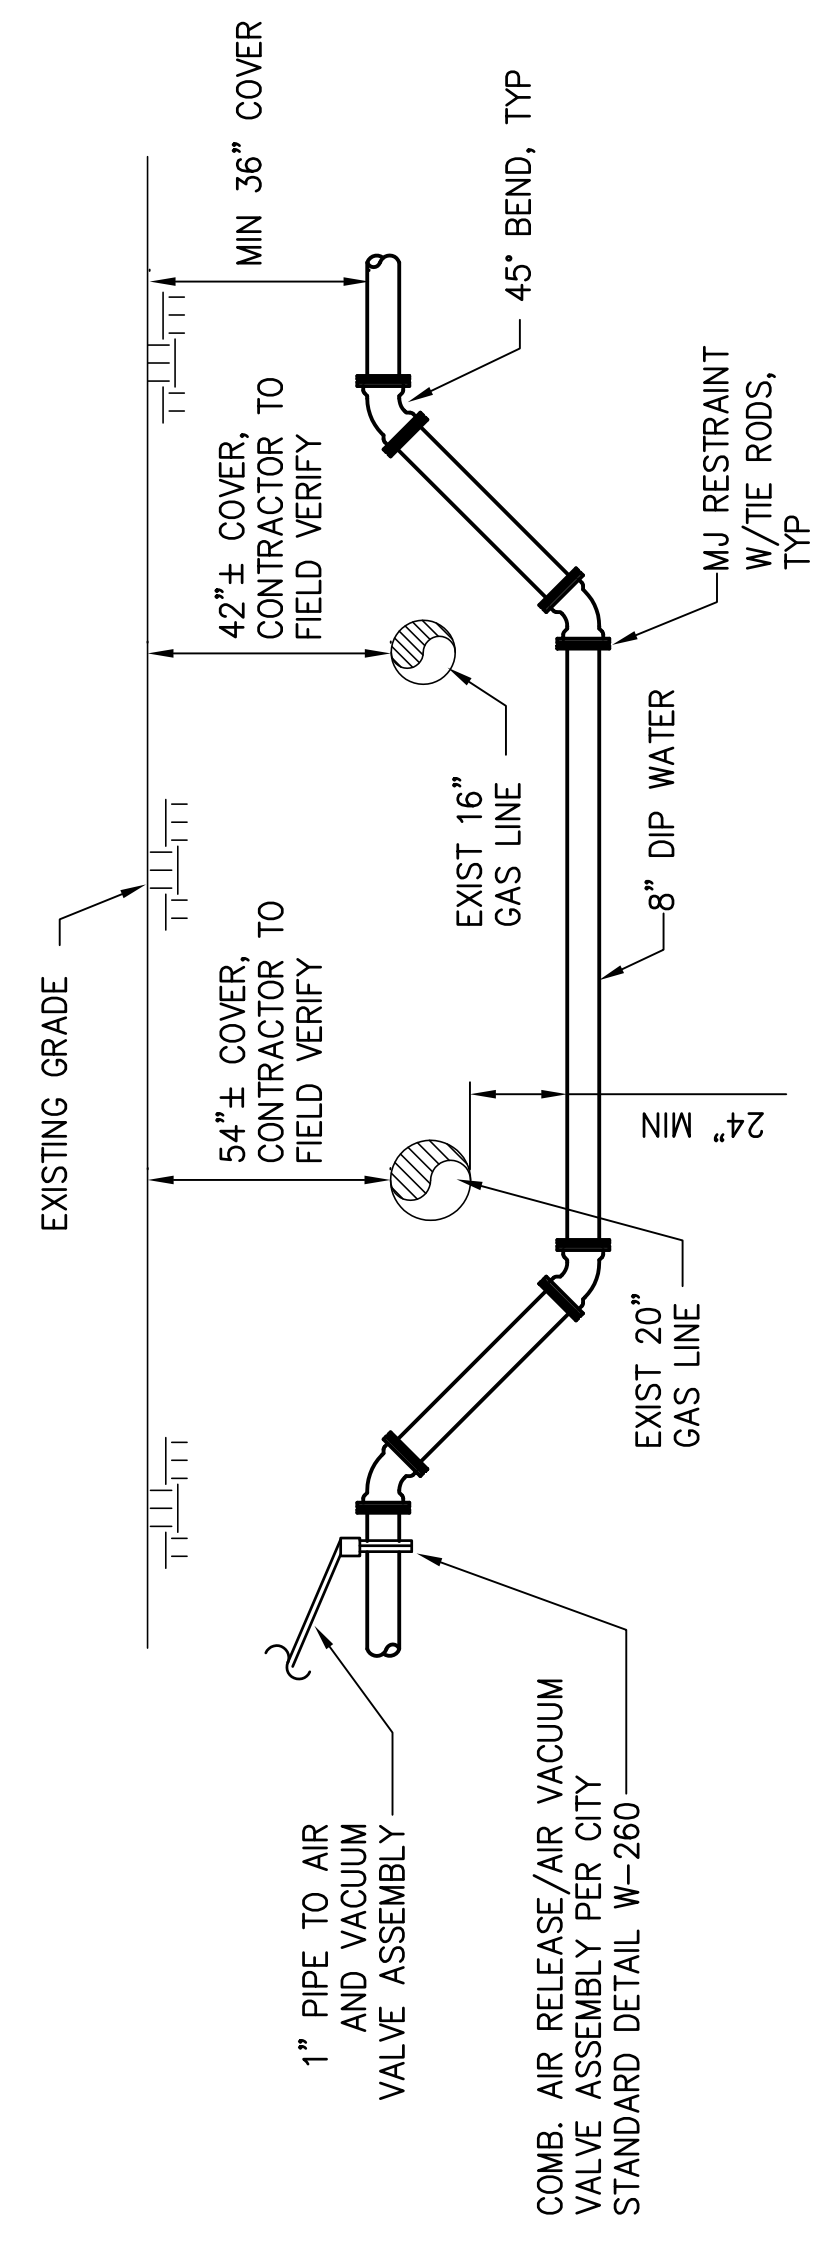 EXISTING GRADE
MIN 36" COVER
54"± COVER,
CONTRACTOR TO
FIELD VERIFY
42"± COVER,
CONTRACTOR TO
FIELD VERIFY
1" PIPE TO AIR
AND VACUUM
VALVE ASSEMBLY
EXIST 16"
GAS LINE
45° BEND, TYP
COMB. AIR RELEASE/AIR VACUUM
VALVE ASSEMBLY PER CITY
STANDARD DETAIL W-260
EXIST 20"
GAS LINE
24" MIN
8" DIP WATER
MJ RESTRAINT
W/TIE RODS,
TYP